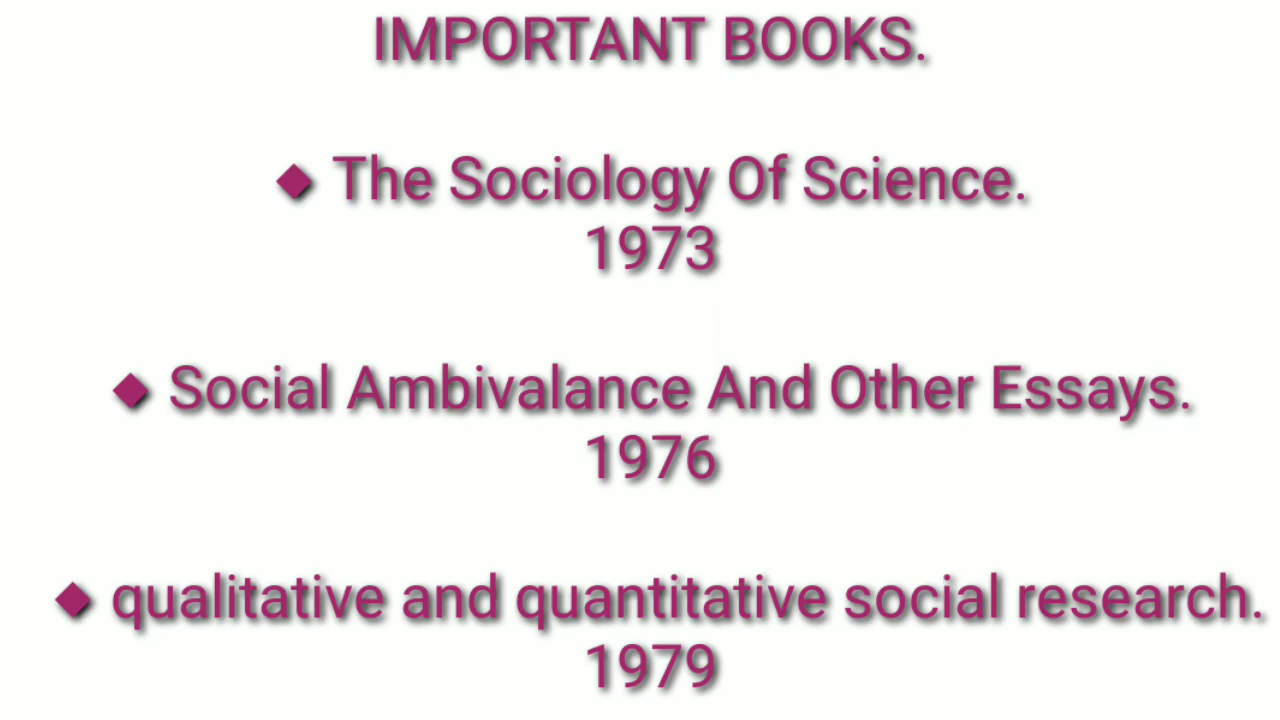 IMPORTANT BOOKS.
◆ The Sociology Of Science.
1973
◆ Social Ambivalance And Other Essays.
1976
◆ qualitative and quantitative social research.
1979